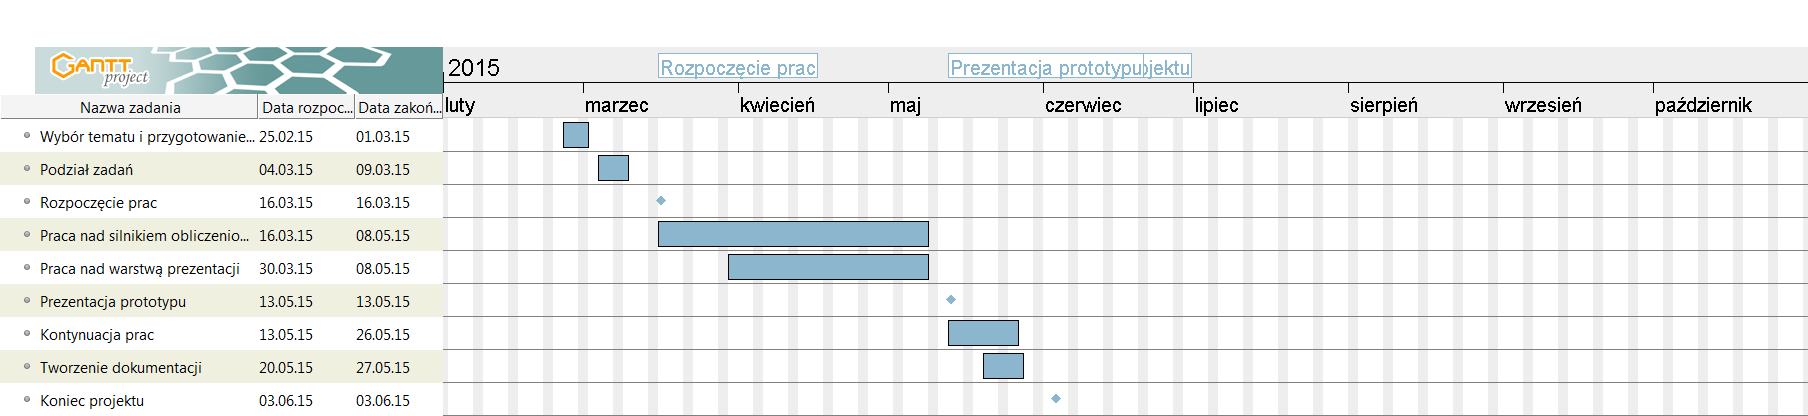 GANTT
project
2015
Rozpoczęcie prac
Prezentacja prototypu
jektu
Nazwa zadania Data rozpoc... Data zakoń...
luty marzec kwiecień maj czerwiec lipiec sierpień wrzesień październik
Wybór tematu i przygotowanie... 25.02.15 01.03.15
Podział zadań 04.03.15 09.03.15
Rozpoczęcie prac 16.03.15 16.03.15
Praca nad silnikiem obliczenio... 16.03.15 08.05.15
Praca nad warstwą prezentacji 30.03.15 08.05.15
Prezentacja prototypu 13.05.15 13.05.15
Kontynuacja prac 13.05.15 26.05.15
Tworzenie dokumentacji 20.05.15 27.05.15
Koniec projektu 03.06.15 03.06.15